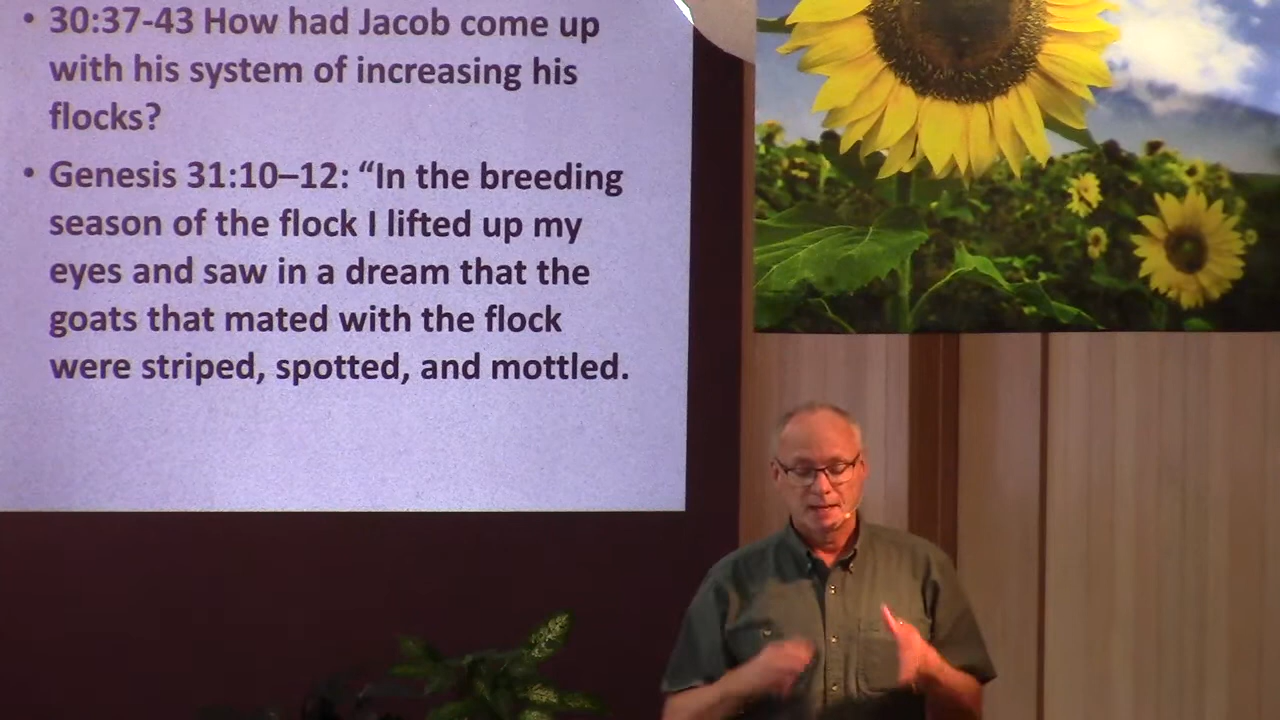 • 30:37-43 How had Jacob come up
with his system of increasing his
flocks?
• Genesis 31:10–12: “In the breeding
season of the flock I lifted up my
eyes and saw in a dream that the
goats that mated with the flock
were striped, spotted, and mottled.